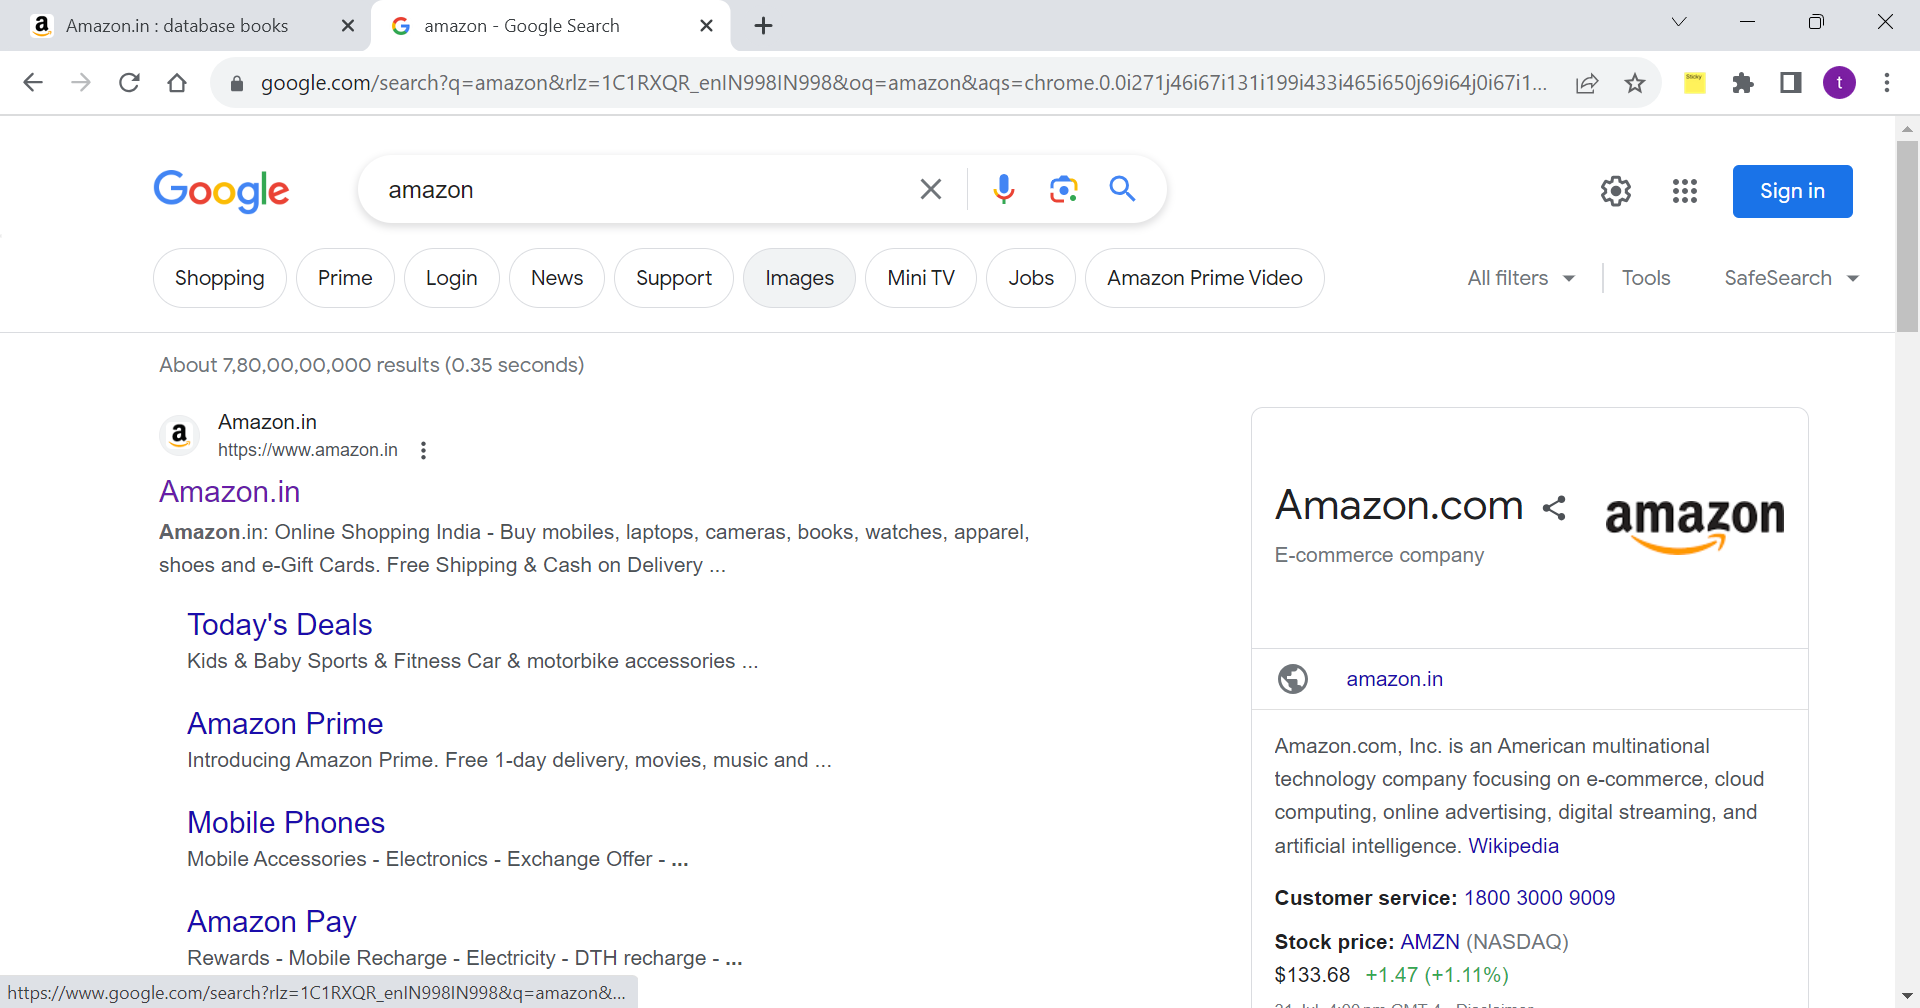 Amazon.in : database books
amazon - Google Search
google.com/search?q=amazon&rlz=1C1RXQR_enIN998IN998&oq=amazon&aqs=chrome.0.0i271j46i67i131i199i433i465i650j69i64j0i67i1...
Sticky
t
Google
amazon
Sign in
Shopping
Prime
Login
News
Support
Images
Mini TV
Jobs
Amazon Prime Video
All filters
Tools
SafeSearch
About 7,80,00,00,000 results (0.35 seconds)
Amazon.in
https://www.amazon.in
Amazon.in
Amazon.in: Online Shopping India - Buy mobiles, laptops, cameras, books, watches, apparel,
shoes and e-Gift Cards. Free Shipping & Cash on Delivery ...
Today's Deals
Kids & Baby Sports & Fitness Car & motorbike accessories ...
Amazon Prime
Introducing Amazon Prime. Free 1-day delivery, movies, music and ...
Mobile Phones
Mobile Accessories - Electronics - Exchange Offer - ...
Amazon Pay
Rewards - Mobile Recharge - Electricity - DTH recharge - ...
https://www.google.com/search?rlz=1C1RXQR_enIN998IN998&q=amazon&...
Amazon.com
amazon
E-commerce company
amazon.in
Amazon.com, Inc. is an American multinational
technology company focusing on e-commerce, cloud
computing, online advertising, digital streaming, and
artificial intelligence. Wikipedia
Customer service: 1800 3000 9009
Stock price: AMZN (NASDAQ)
$133.68 +1.47 (+1.11%)